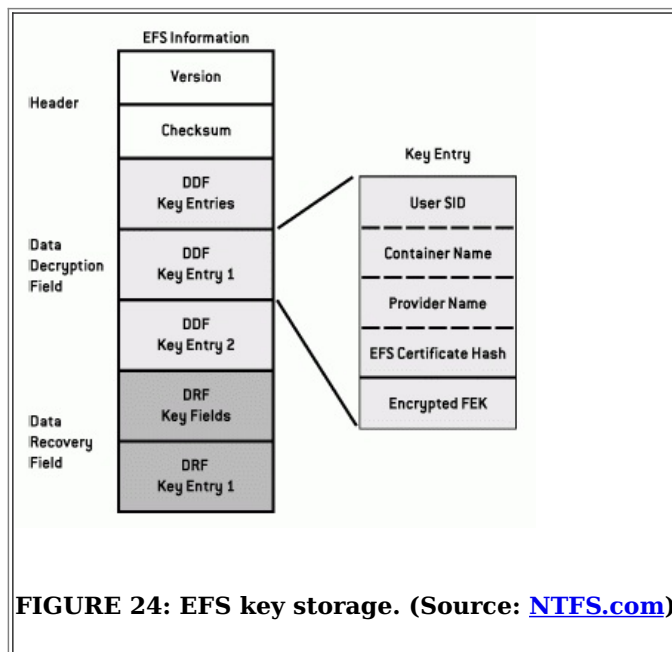 EFS Information
Header
Version
Checksum
Data
Decryption
Field
DDF
Key Entries
DDF
Key Entry 1
DDF
Key Entry 2
Data
Recovery
Field
DRF
Key Fields
DRF
Key Entry 1
Key Entry
User SID
Container Name
Provider Name
EFS Certificate Hash
Encrypted FEK
FIGURE 24: EFS key storage. (Source: NTFS.com)